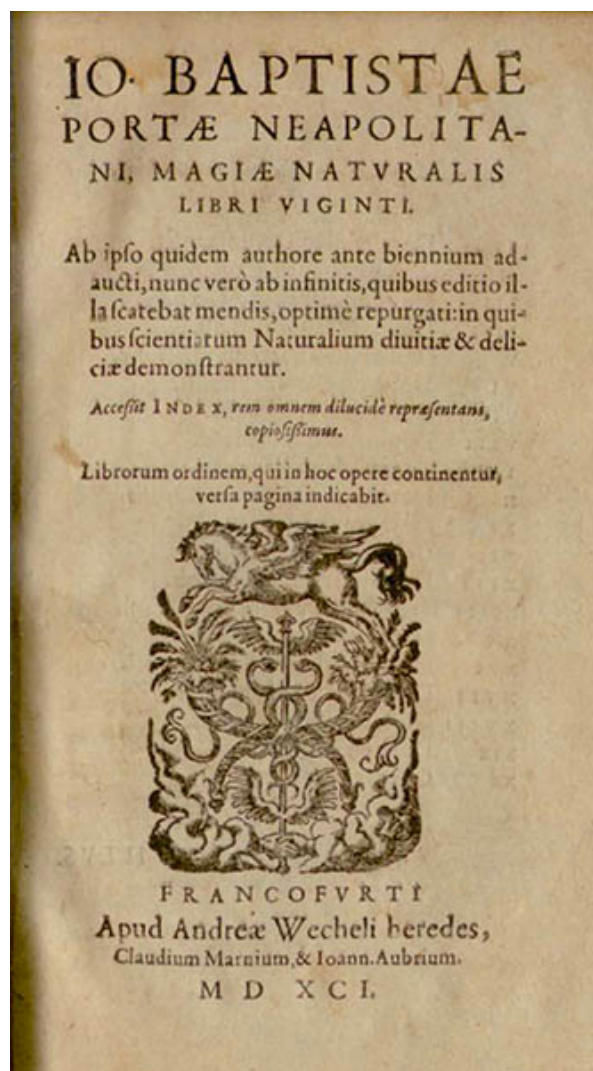 IO. BAPTISTAE
PORTÆ NEAPOLITA-
NI, MAGIÆ NATVRALIS
LIBRI VIGINTI.
Ab ipſo quidem authore ante biennium ad-
aucti, nunc verò ab infinitis, quibus editio il-
la ſcatebat mendis, optimè repurgati: in qui-
bus ſcientiarum Naturalium diuitiæ & deli-
ciæ demonſtrantur.
Acceſſit INDEX, rem omnem dilucidè repræſentans,
copioſiſſimus.
Librorum ordinem, qui in hoc opere continentur,
verſa pagina indicabit.
FRANCOFVRTI
Apud Andreæ Wecheli heredes,
Claudium Marnium, & Ioann. Aubrium.
M D XCI.